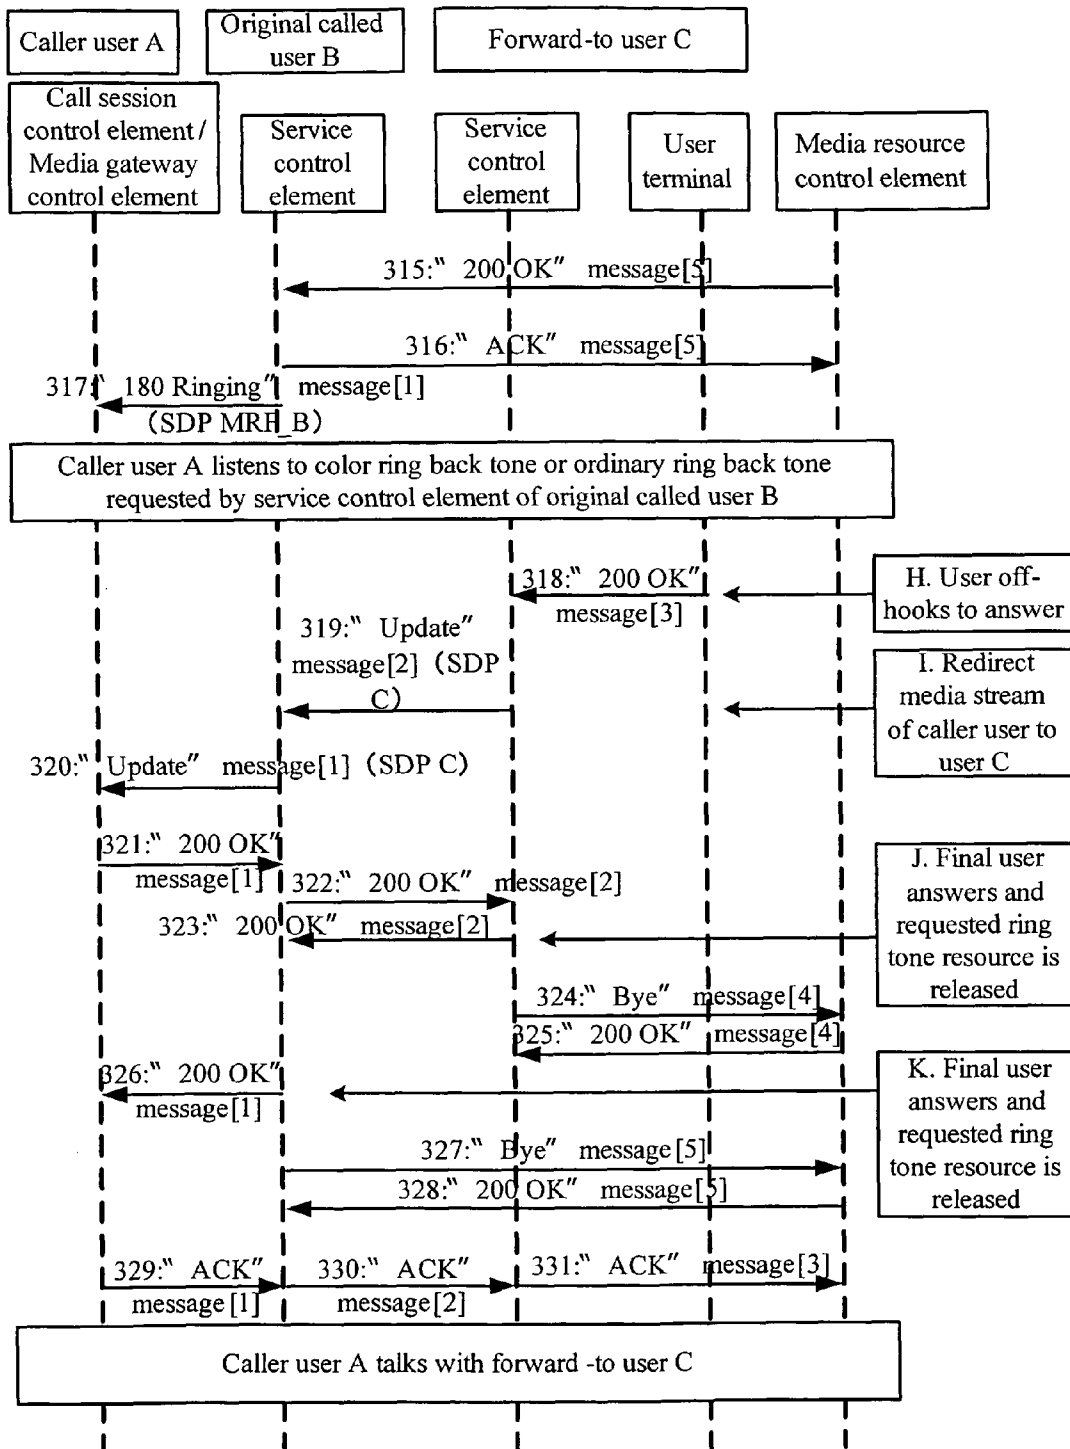 Caller user A
Original called
user B
Forward-to user C
Call session
control element /
Media gateway
control element
Service
control
element
Service
control
element
User
terminal
Media resource
control element
315:‶ 200 OK″ message[5]
316:‶ ACK″ message[5]
317:‶ 180 Ringing″ message[1]
(SDP MRF_B)
Caller user A listens to color ring back tone or ordinary ring back tone
requested by service control element of original called user B
318:‶ 200 OK″
message[3]
H. User off-
hooks to answer
319:‶ Update″
message[2] (SDP
C)
I. Redirect
media stream
of caller user to
user C
320:‶ Update″ message[1] (SDP C)
321:‶ 200 OK″
message[1]
322:‶ 200 OK″ message[2]
323:‶ 200 OK″ message[2]
J. Final user
answers and
requested ring
tone resource is
released
324:‶ Bye″ message[4]
325:‶ 200 OK″ message[4]
326:‶ 200 OK″
message[1]
K. Final user
answers and
requested ring
tone resource is
released
327:‶ Bye″ message[5]
328:‶ 200 OK″ message[5]
329:‶ ACK″
message[1]
330:‶ ACK″
message[2]
331:‶ ACK″ message[3]
Caller user A talks with forward -to user C